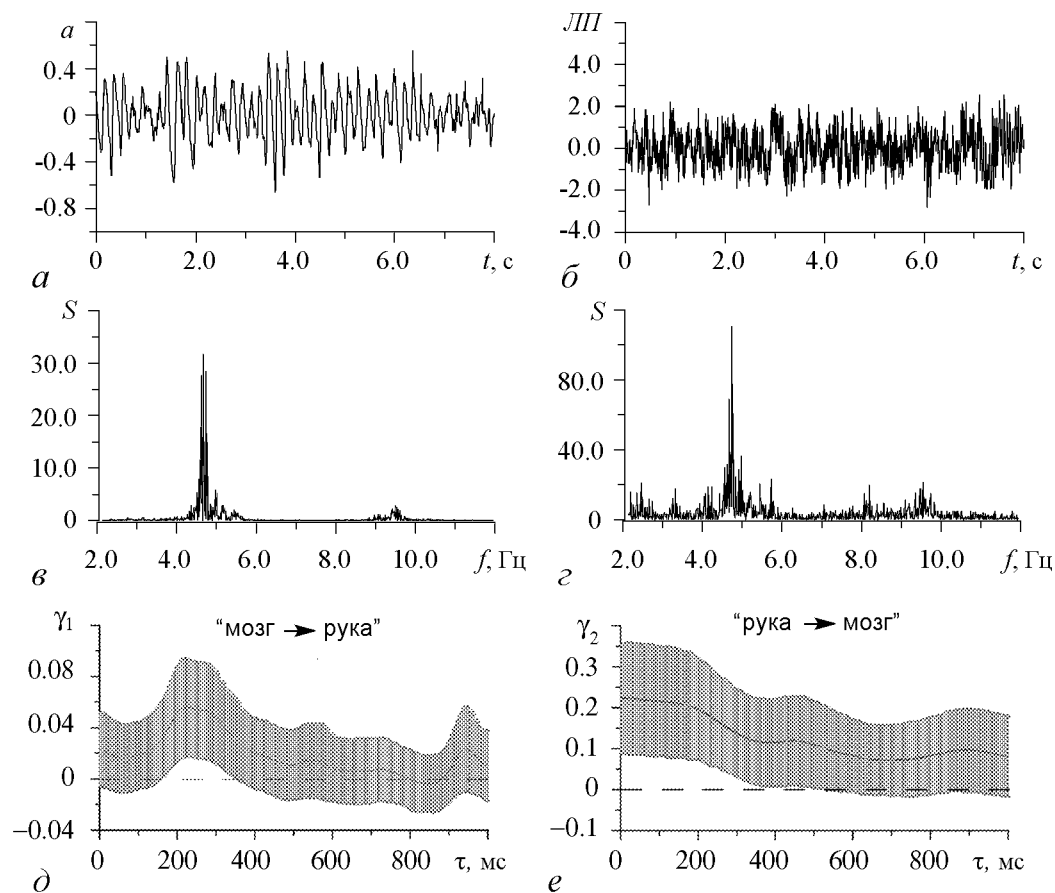 a
0.4
0
-0.4
-0.8
0 2.0 4.0 6.0 t, с
а
ЛП
4.0
2.0
0.0
-2.0
-4.0
0 2.0 4.0 6.0 t, с
б
S
30.0
20.0
10.0
0
2.0 4.0 6.0 8.0 10.0 f, Гц
в
S
80.0
40.0
0
2.0 4.0 6.0 8.0 10.0 f, Гц
г
γ1
“мозг → рука”
0.08
0.04
0
–0.04
0 200 400 600 800 τ, мс
д
γ2
“рука → мозг”
0.3
0.2
0.1
0
–0.1
0 200 400 600 800 τ, мс
е